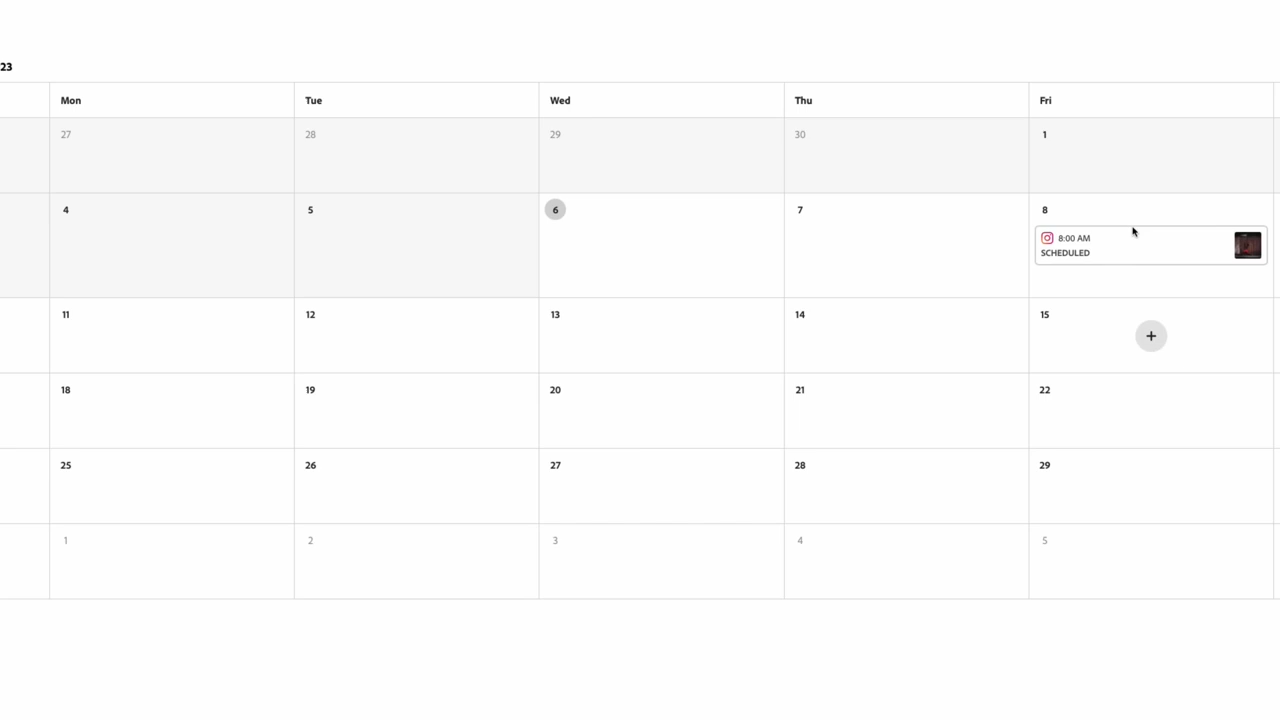 23
Mon Tue Wed Thu Fri
27 28 29 30 1
4 5 6 7 8
8:00 AM
SCHEDULED
11 12 13 14 15
+
18 19 20 21 22
25 26 27 28 29
1 2 3 4 5